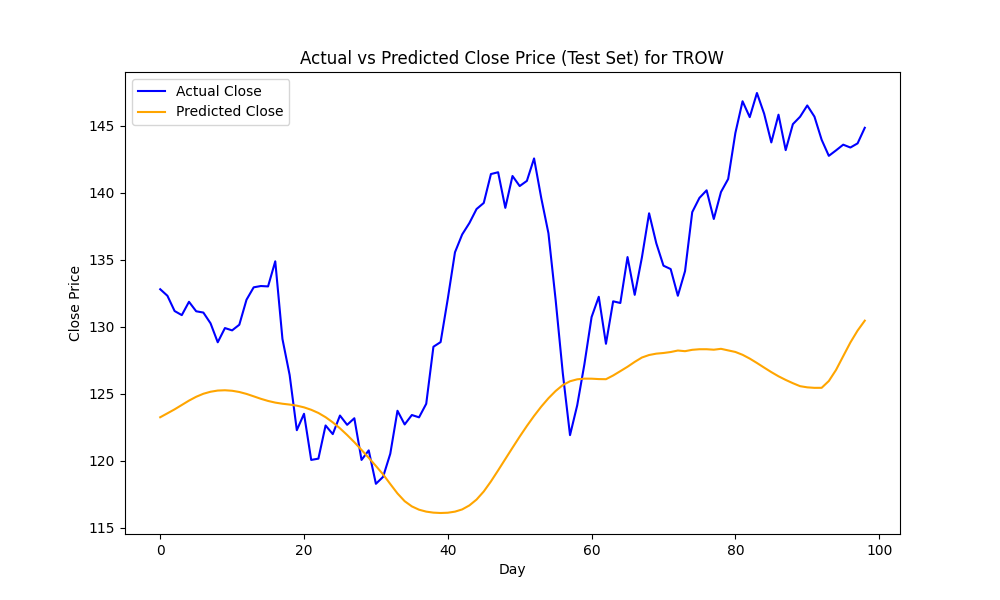 Actual vs Predicted Close Price (Test Set) for TROW
Actual Close
Predicted Close
Close Price
145
140
135
130
125
120
115
0 20 40 60 80 100
Day